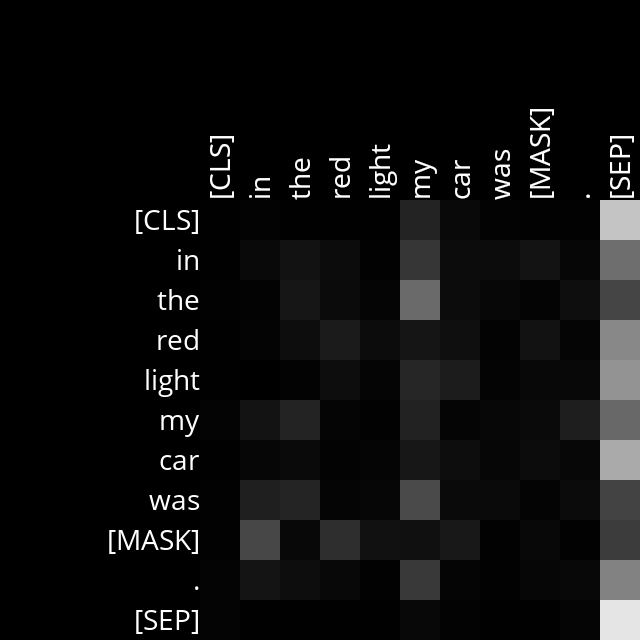 [CLS] in the red light my car was [MASK] . [SEP]
[CLS]
in
the
red
light
my
car
was
[MASK]
.
[SEP]